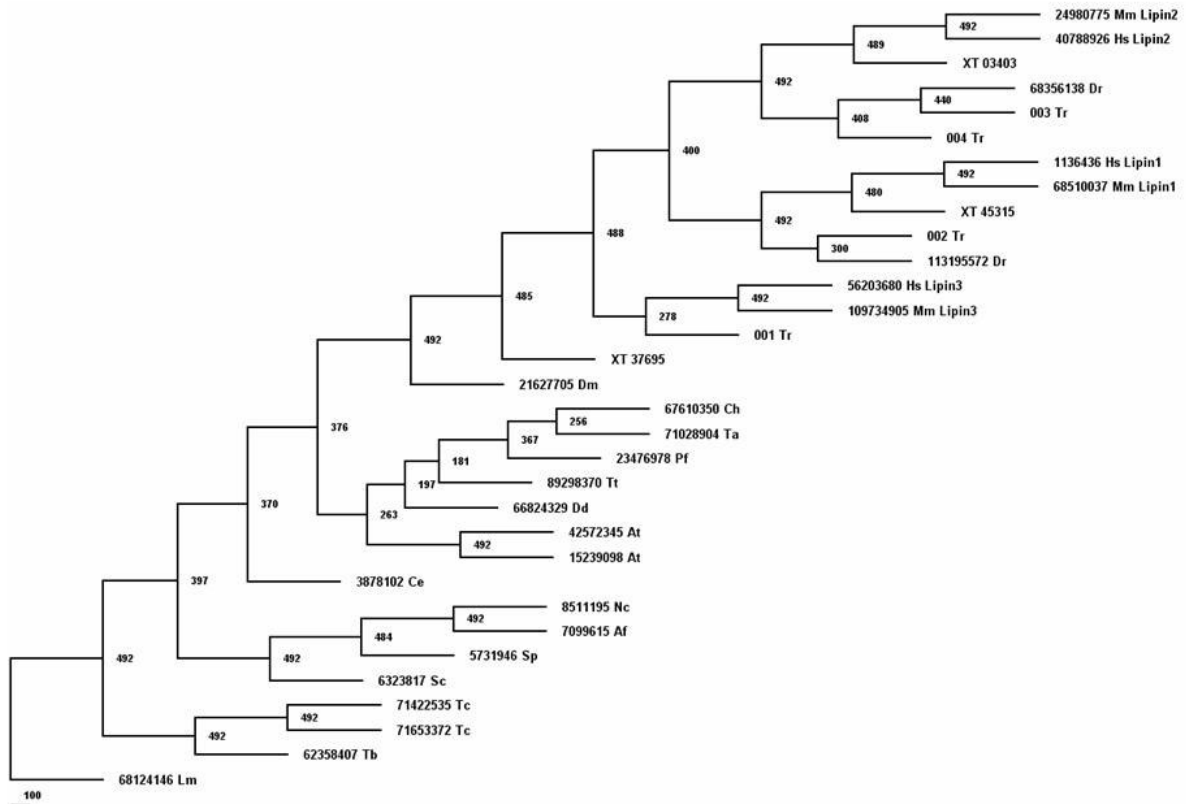 24980775 Mm Lipin2
492
40788926 Hs Lipin2
489
XT 03403
492
68356138 Dr
440
003 Tr
408
004 Tr
400
1136436 Hs Lipin1
492
68510037 Mm Lipin1
480
XT 45315
492
002 Tr
300
113195572 Dr
488
56203680 Hs Lipin3
492
109734905 Mm Lipin3
278
001 Tr
485
XT 37695
492
21627705 Dm
67610350 Ch
256
71028904 Ta
376
367
23476978 Pf
181
89298370 Tt
197
66824329 Dd
263
42572345 At
492
15239098 At
370
3878102 Ce
397
8511195 Nc
492
7099615 Af
484
5731946 Sp
492
492
6323817 Sc
71422535 Tc
492
71653372 Tc
492
62358407 Tb
68124146 Lm
100